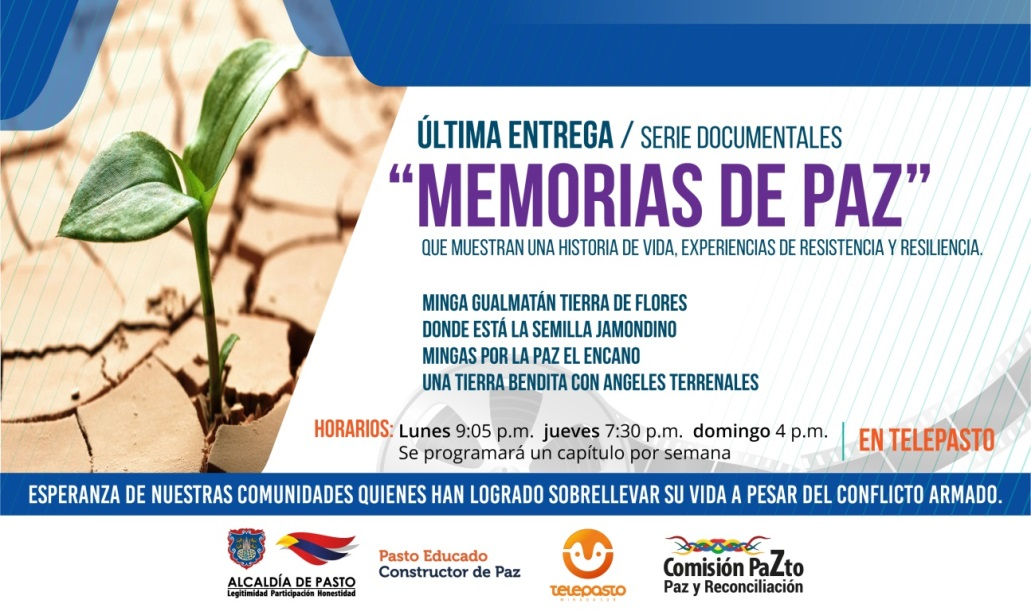 ÚLTIMA ENTREGA / SERIE DOCUMENTALES
“MEMORIAS DE PAZ”
QUE MUESTRAN UNA HISTORIA DE VIDA, EXPERIENCIAS DE RESISTENCIA Y RESILIENCIA.
MINGA GUALMATÁN TIERRA DE FLORES
DONDE ESTÁ LA SEMILLA JAMONDINO
MINGAS POR LA PAZ EL ENCANO
UNA TIERRA BENDITA CON ANGELES TERRENALES
HORARIOS: Lunes 9:05 p.m. jueves 7:30 p.m. domingo 4 p.m.
Se programará un capítulo por semana
EN TELEPASTO
ESPERANZA DE NUESTRAS COMUNIDADES QUIENES HAN LOGRADO SOBRELLEVAR SU VIDA A PESAR DEL CONFLICTO ARMADO.
ALCALDÍA DE PASTO
Legitimidad Participación Honestidad
Pasto Educado
Constructor de Paz
telepasto
Comisión PaZto
Paz y Reconciliación